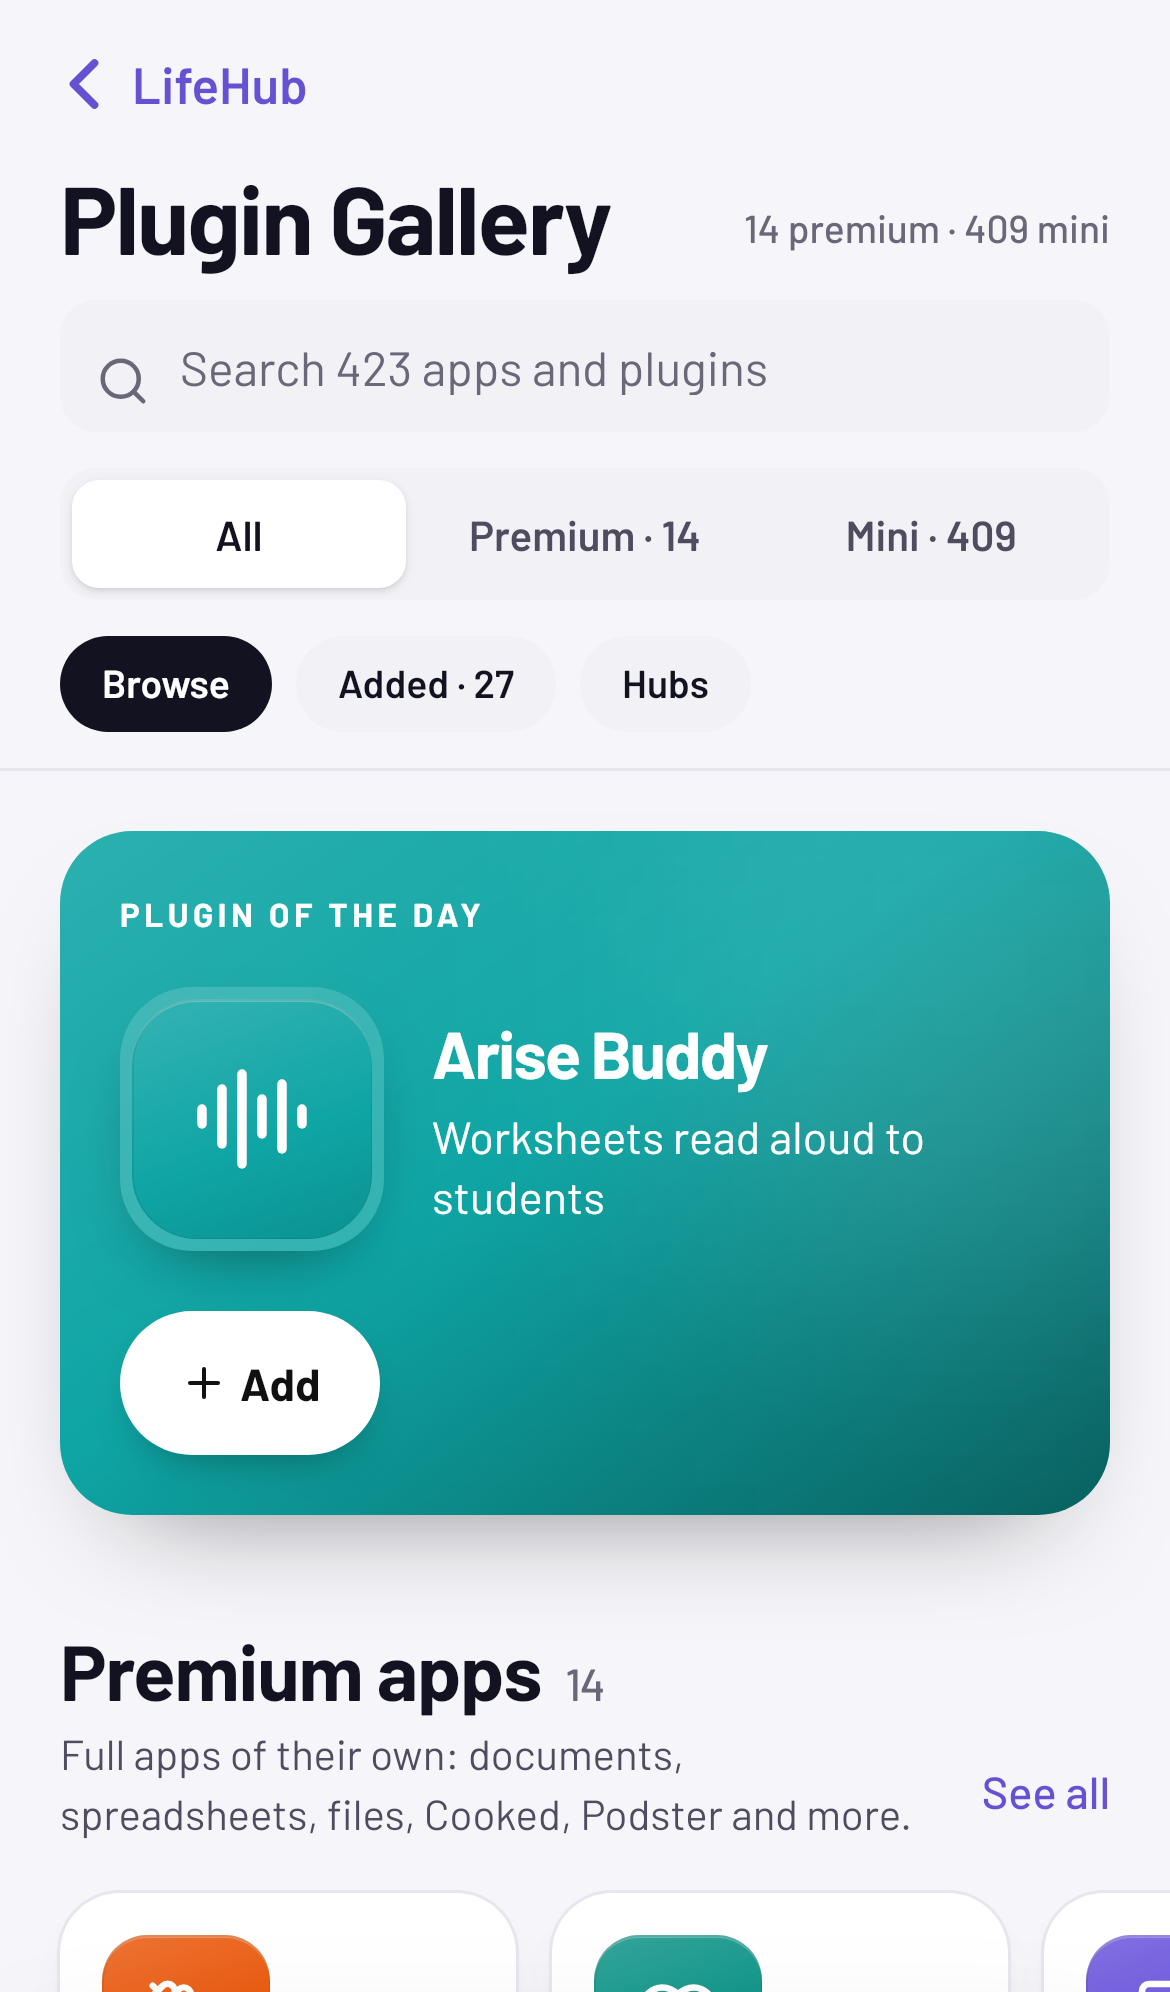 LifeHub
Plugin Gallery
14 premium · 409 mini
Search 423 apps and plugins
All
Premium · 14
Mini · 409
Browse
Added · 27
Hubs
PLUGIN OF THE DAY
Arise Buddy
Worksheets read aloud to
students
+ Add
Premium apps 14
Full apps of their own: documents,
spreadsheets, files, Cooked, Podster and more.
See all